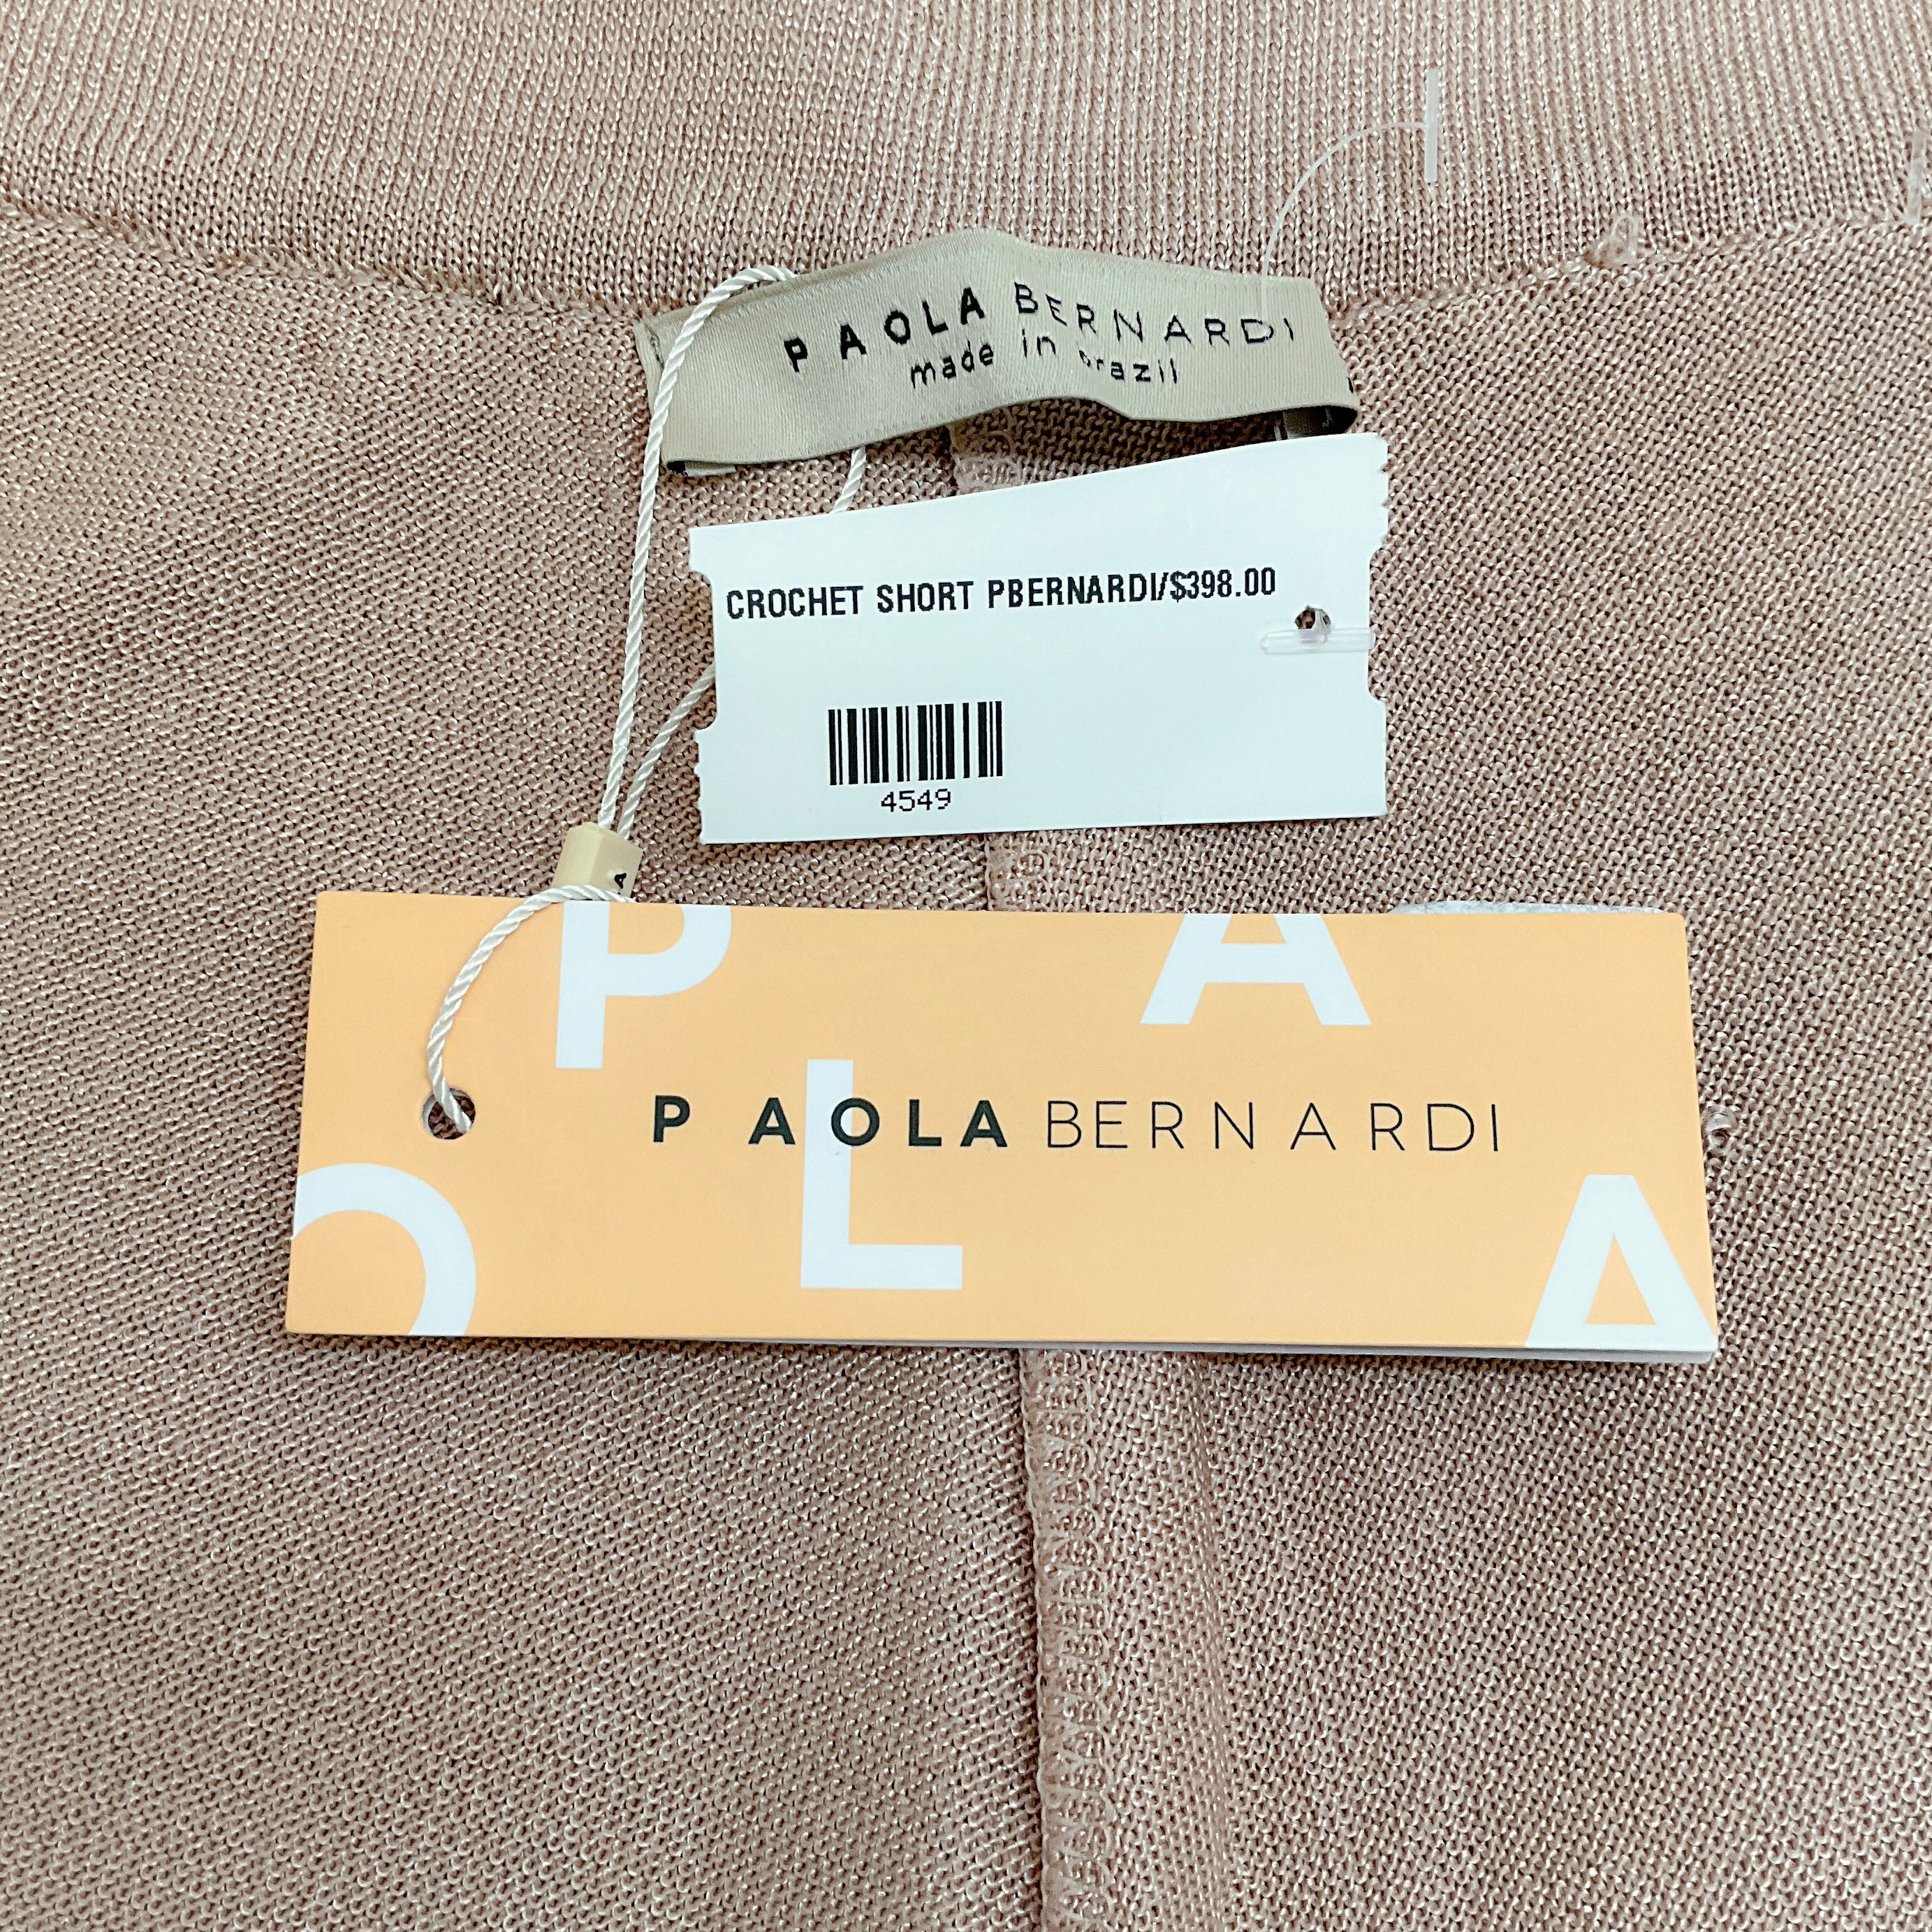 PAOLA BERNARDI
made in brazil
CROCHET SHORT PBERNARDI/$398.00
4549
P A
PAOLA BERNARDI
O L A